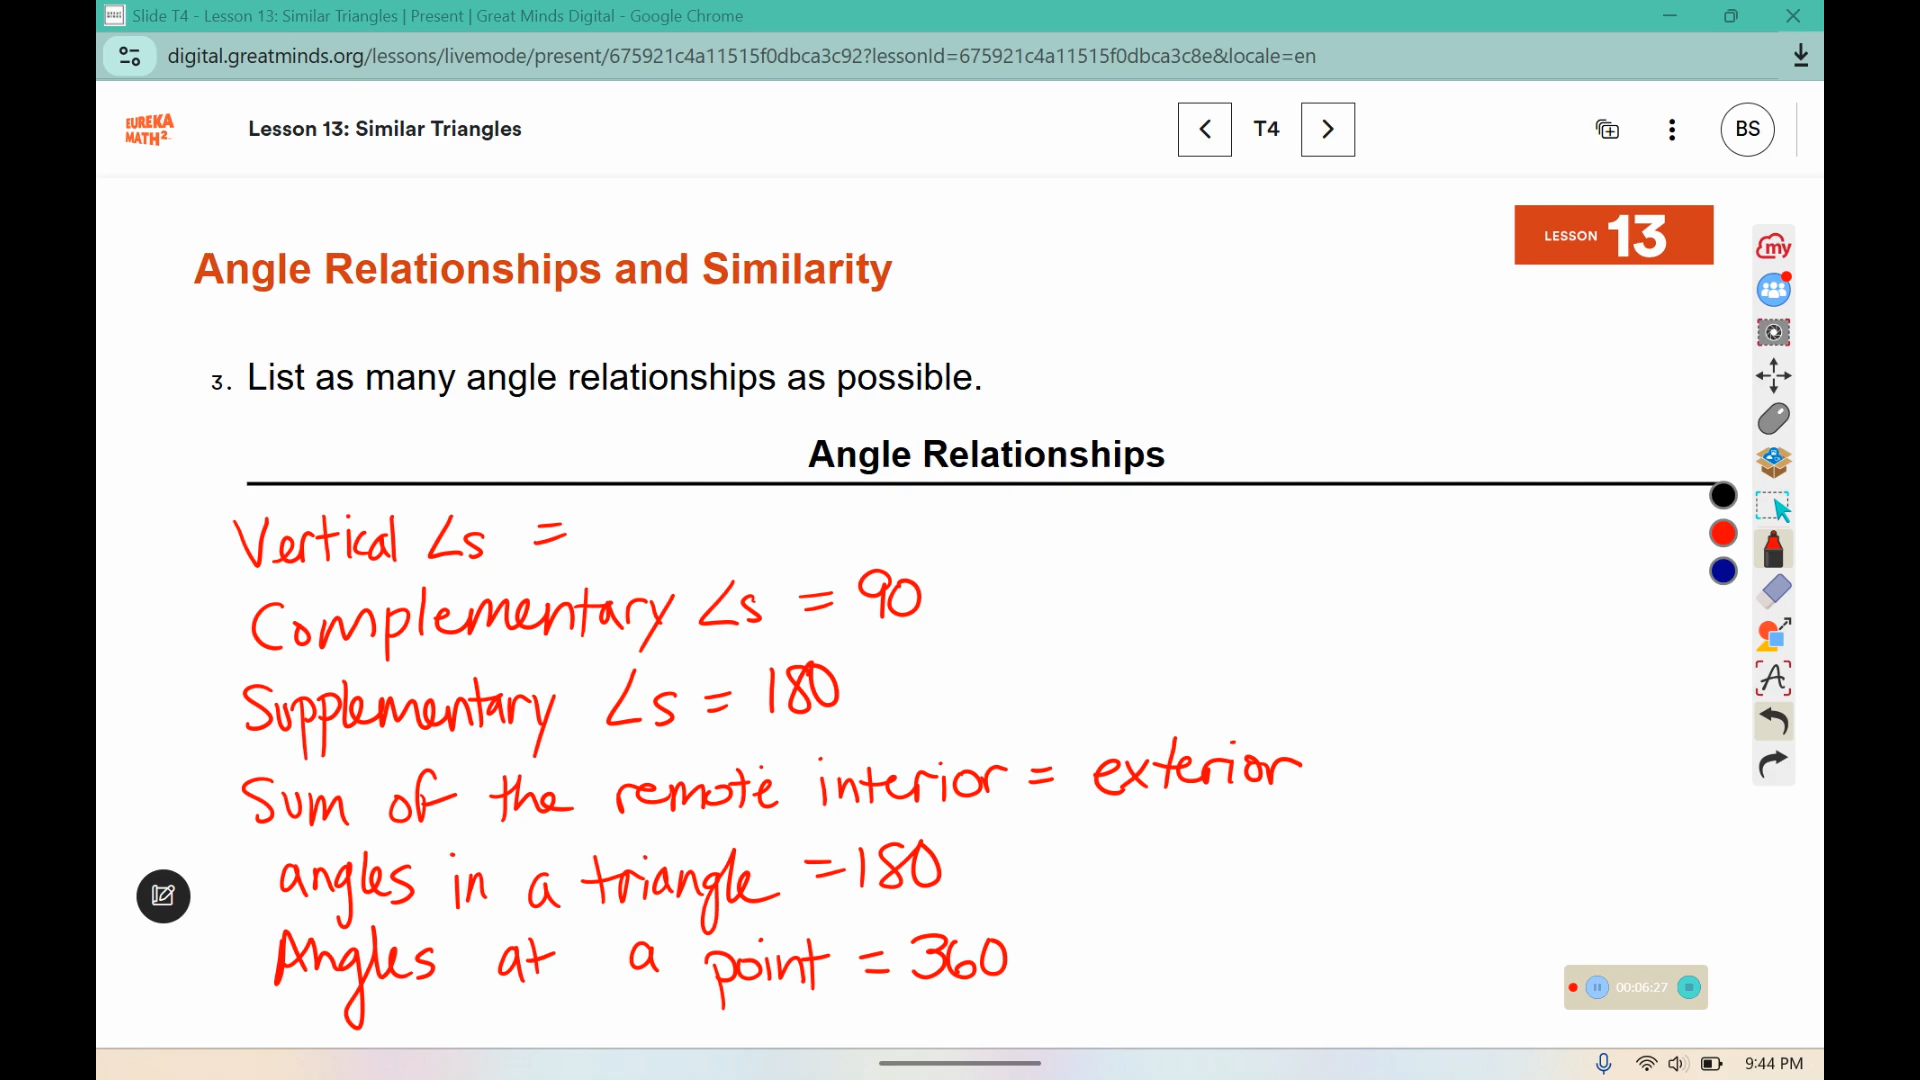 Slide T4 - Lesson 13: Similar Triangles | Present | Great Minds Digital - Google Chrome
digital.greatminds.org/lessons/livemode/present/675921c4a11515f0dbca3c92?lessonId=675921c4a11515f0dbca3c8e&locale=en
EUREKA MATH²
Lesson 13: Similar Triangles
T4
BS
LESSON 13
my
Angle Relationships and Similarity
3. List as many angle relationships as possible.
Angle Relationships
Vertical ∠s =
Complementary ∠s = 90
Supplementary ∠s = 180
Sum of the remote interior = exterior
angles in a triangle = 180
Angles at a point = 360
A
00:06:27
9:44 PM